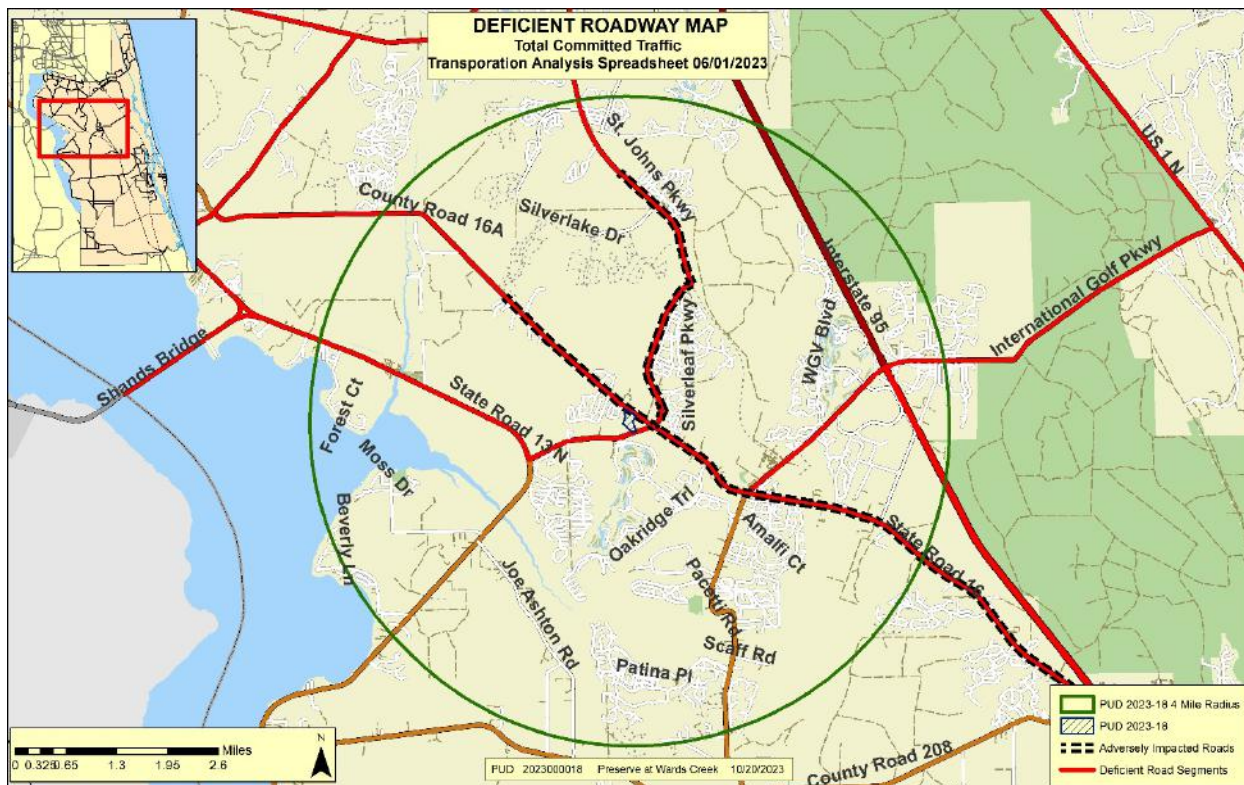 DEFICIENT ROADWAY MAP
Total Committed Traffic
Transporation Analysis Spreadsheet 06/01/2023
St. Johns Pkwy
US 1 N
County Road 16A
Silverlake Dr
Interstate 95
International Golf Pkwy
WGV Blvd
Silverleaf Pkwy
Shands Bridge
Forest Ct
State Road 13 N
Moss Dr
Oakridge Trl
Amalfi Ct
State Road 16
Beverly Ln
Joe Ashton Rd
Pacetti Rd
Scaff Rd
Patina Pl
County Road 208
Miles
0 0.325 0.65 1.3 1.95 2.6
N
PUD 2023000018 Preserve at Wards Creek 10/20/2023
PUD 2023-18 4 Mile Radius
PUD 2023-18
Adversely Impacted Roads
Deficient Road Segments